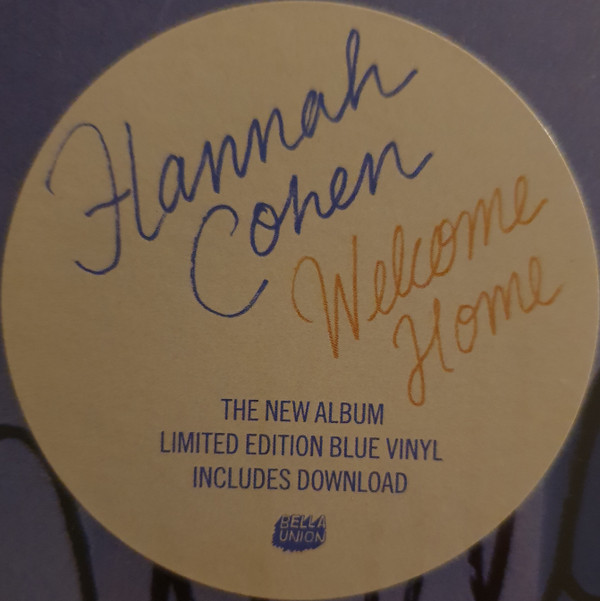 Hannah
Cohen
Welcome
Home
THE NEW ALBUM
LIMITED EDITION BLUE VINYL
INCLUDES DOWNLOAD
BELLA
UNION